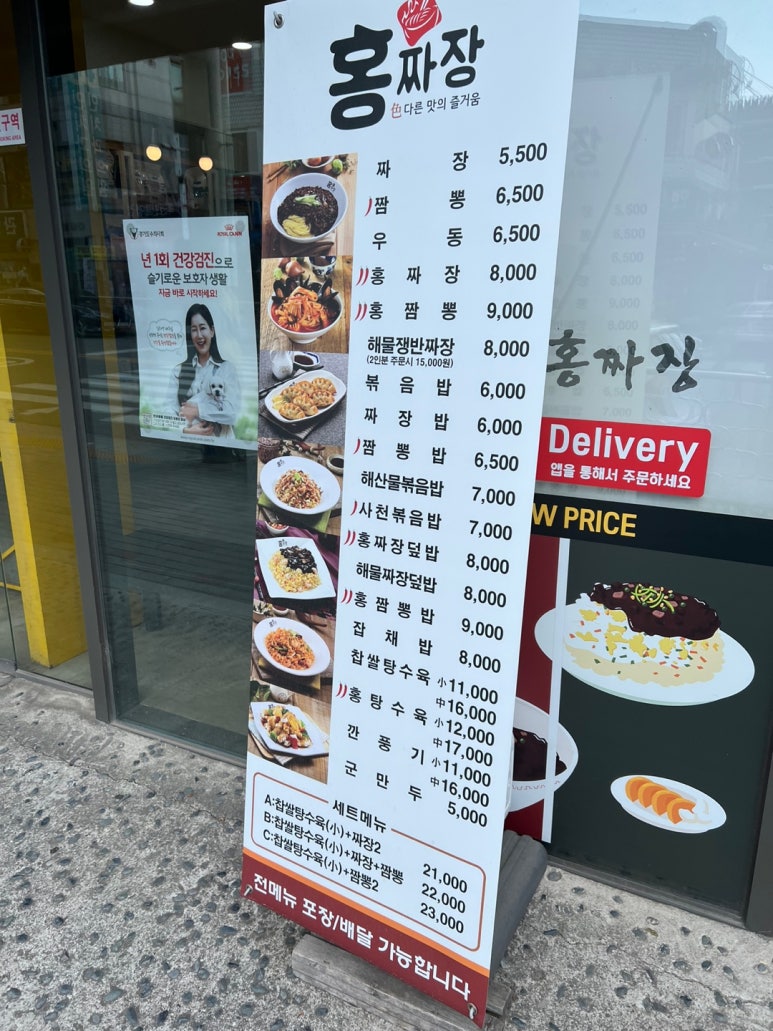 홍짜장
色다른 맛의 즐거움
짜장 5,500
짬뽕 6,500
우동 6,500
홍짜장 8,000
홍짬뽕 9,000
해물쟁반짜장 8,000
(2인분 주문시 15,000원)
볶음밥 6,000
짜장밥 6,000
짬뽕밥 6,500
해산물볶음밥 7,000
사천볶음밥 7,000
홍짜장덮밥 8,000
해물짜장덮밥 8,000
홍짬뽕밥 9,000
잡채밥 8,000
찹쌀탕수육 小 11,000
中 16,000
홍탕수육 小 12,000
中 17,000
깐풍기 小 11,000
中 16,000
군만두 5,000
세트메뉴
A:찹쌀탕수육(小)+짜장2 21,000
B:찹쌀탕수육(小)+짜장+짬뽕 22,000
C:찹쌀탕수육(小)+짬뽕2 23,000
전메뉴 포장/배달 가능합니다
구역
경기도수의사회
ROYAL CANIN
년 1회 건강검진으로
슬기로운 보호자 생활
지금 바로 시작하세요!
홍짜장
Delivery
앱을 통해서 주문하세요
W PRICE